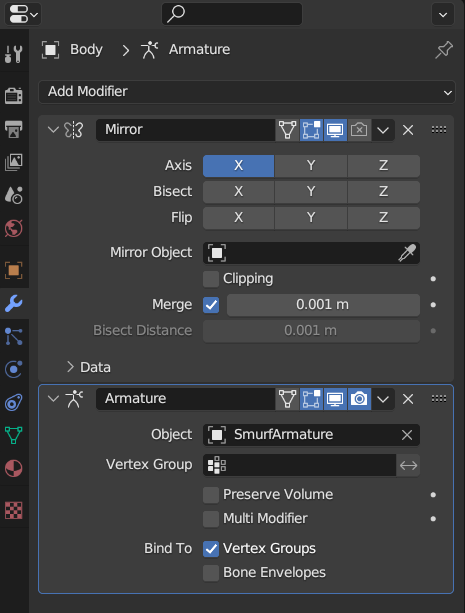 Body > Armature
Add Modifier
Mirror
Axis X Y Z
Bisect X Y Z
Flip X Y Z
Mirror Object
Clipping
Merge 0.001 m
Bisect Distance 0.001 m
Data
Armature
Object SmurfArmature
Vertex Group
Preserve Volume
Multi Modifier
Bind To Vertex Groups
Bone Envelopes